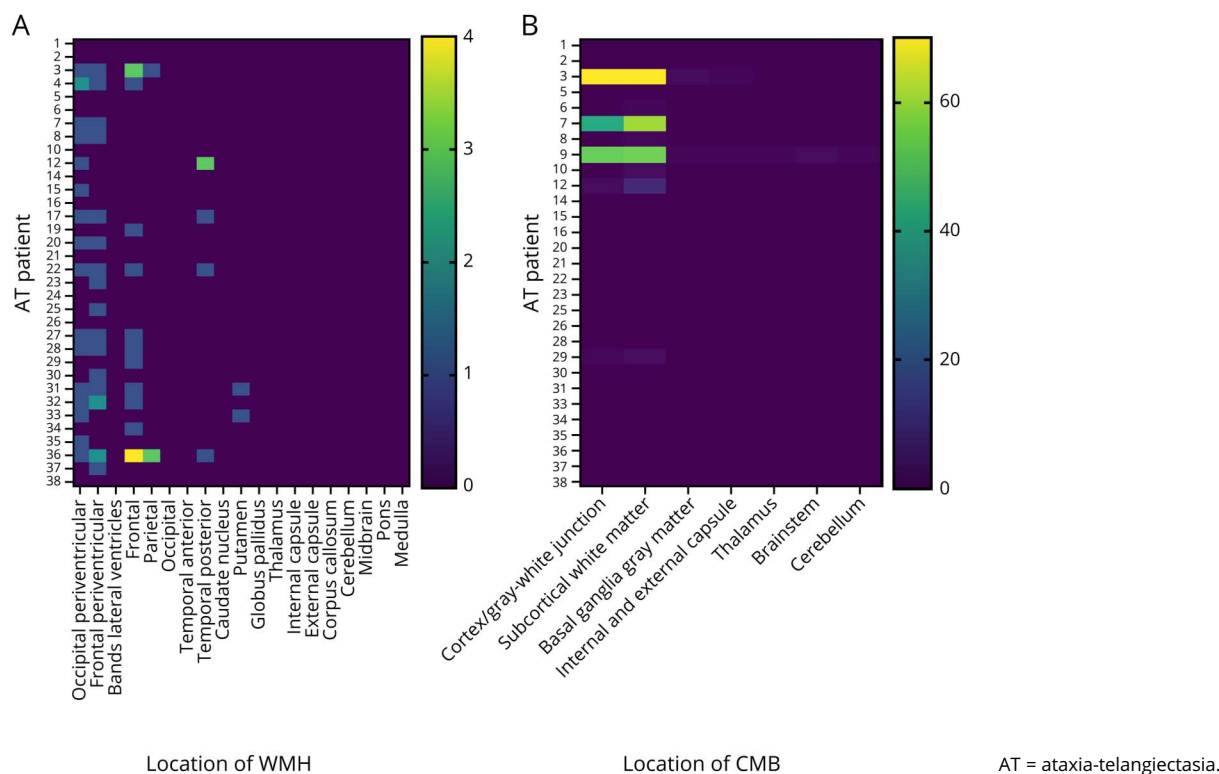 A
AT patient
1
2
3
4
5
6
7
8
10
12
14
15
16
17
19
20
21
22
23
24
25
26
27
28
29
30
31
32
33
34
35
36
37
38
4
3
2
1
0
Occipital periventricular
Frontal periventricular
Bands lateral ventricles
Frontal
Parietal
Occipital
Temporal anterior
Temporal posterior
Caudate nucleus
Putamen
Globus pallidus
Thalamus
Internal capsule
External capsule
Corpus callosum
Cerebellum
Midbrain
Pons
Medulla
Location of WMH
B
AT patient
1
2
3
5
6
7
8
9
10
12
14
15
16
20
21
22
23
25
26
28
29
30
31
33
34
35
36
37
38
60
40
20
0
Cortex/gray-white junction
Subcortical white matter
Basal ganglia gray matter
Internal and external capsule
Thalamus
Brainstem
Cerebellum
Location of CMB
AT = ataxia-telangiectasia.